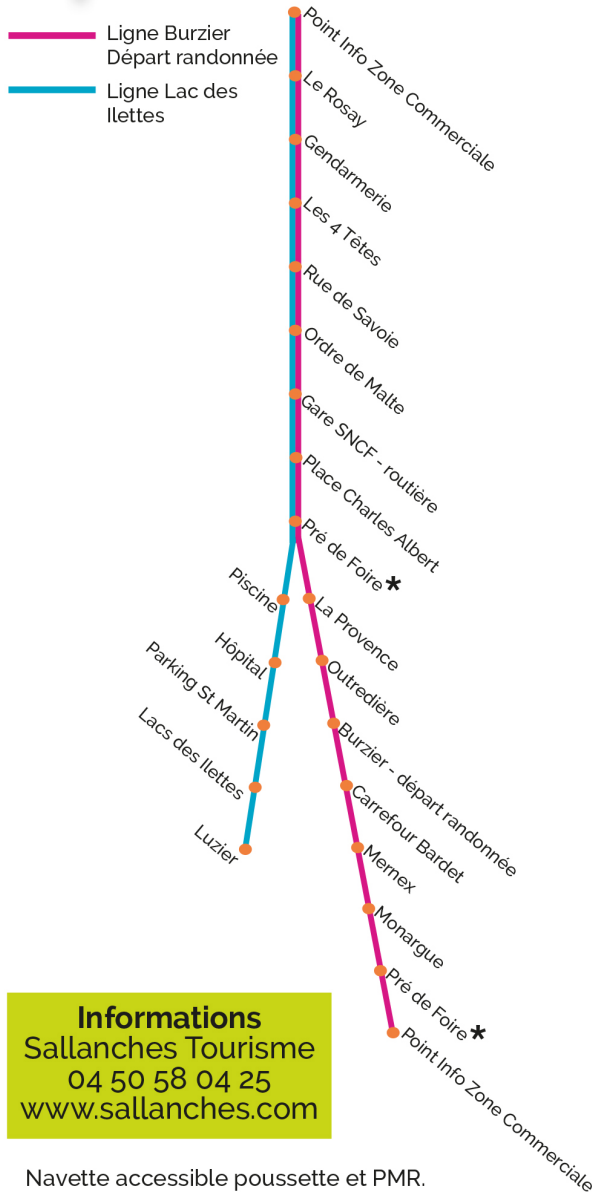 Ligne Burzier
Départ randonnée
Ligne Lac des
Ilettes
Point Info Zone Commerciale
Le Rosay
Gendarmerie
Les 4 Têtes
Rue de Savoie
Ordre de Malte
Gare SNCF - routière
Place Charles Albert
Pré de Foire *
Piscine
Hôpital
Parking St Martin
Lacs des Ilettes
Luzier
La Provence
Outredière
Burzier - départ randonnée
Carrefour Bardet
Mernex
Monargue
Pré de Foire *
Point Info Zone Commerciale
Informations
Sallanches Tourisme
04 50 58 04 25
www.sallanches.com
Navette accessible poussette et PMR.